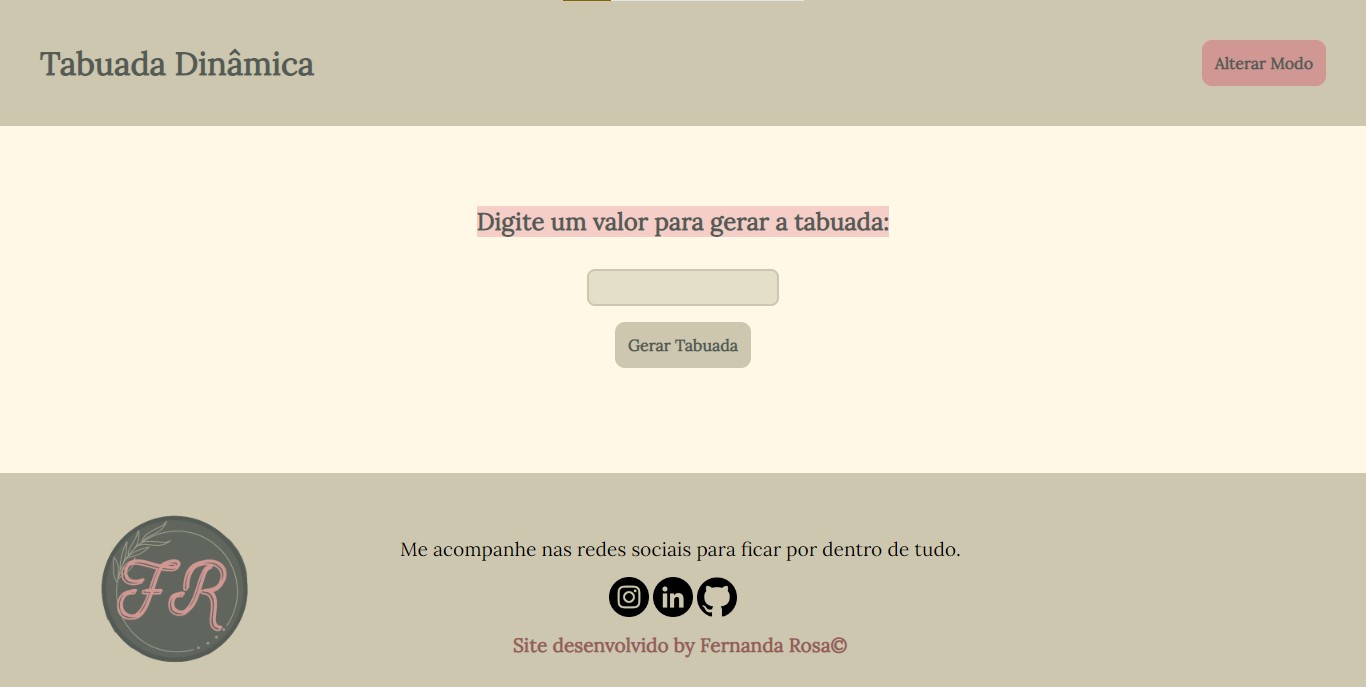 Tabuada Dinâmica
Alterar Modo
Digite um valor para gerar a tabuada:
Gerar Tabuada
FR
Me acompanhe nas redes sociais para ficar por dentro de tudo.
in
Site desenvolvido by Fernanda Rosa©